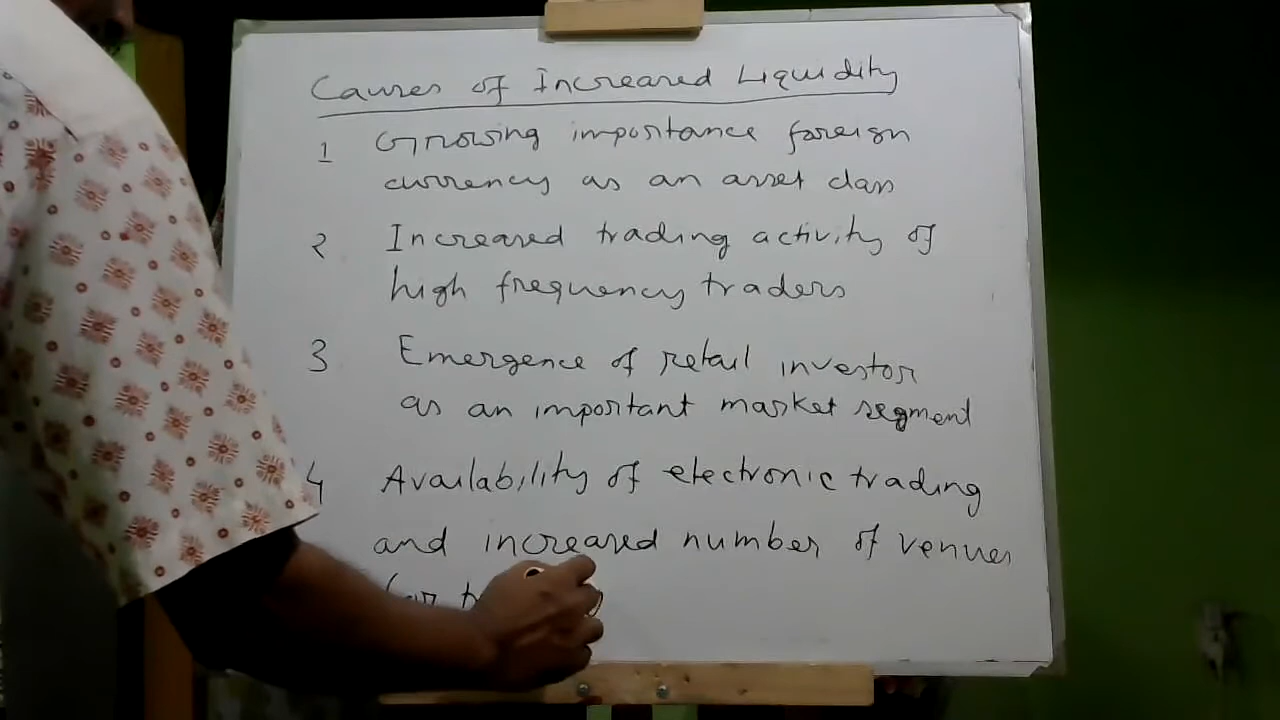 Causes of Increased Liquidity
1 Growing importance foreign
currency as an asset class
2 Increased trading activity of
high frequency traders
3 Emergence of retail investor
as an important market segment
4 Availability of electronic trading
and increased number of venues
for